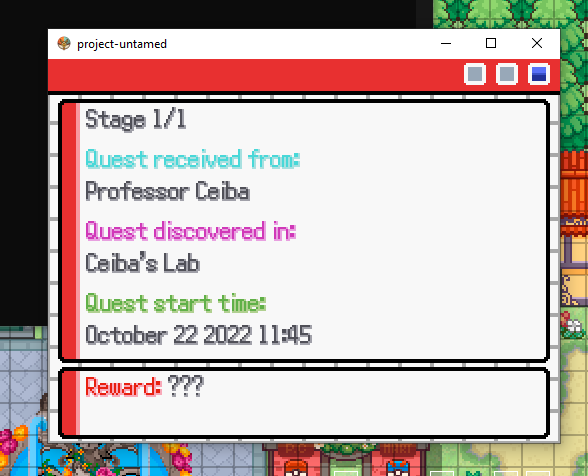 project-untamed
Stage 1/1
Quest received from:
Professor Ceiba
Quest discovered in:
Ceiba's Lab
Quest start time:
October 22 2022 11:45
Reward: ???